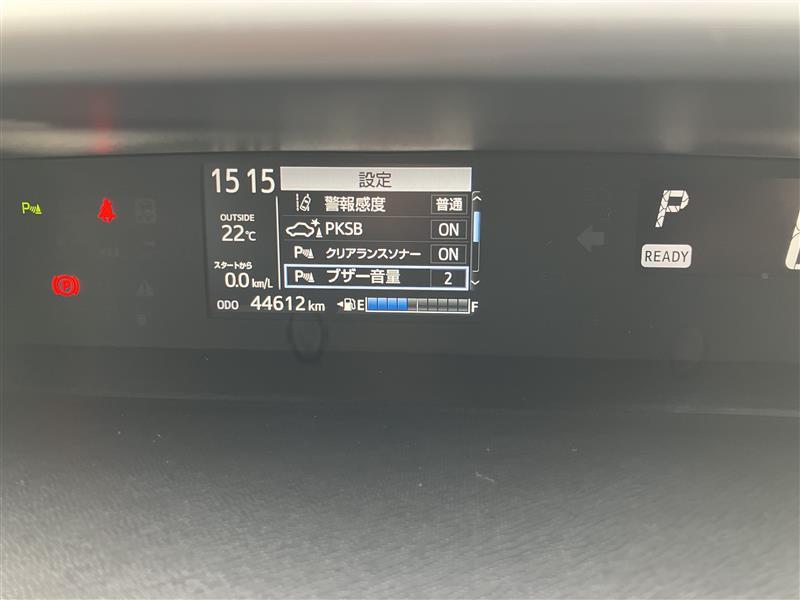 15 15
設定
警報感度 普通
OUTSIDE
22℃
PKSB ON
P クリアランスソナー ON
スタートから
0.0 km/L
P ブザー音量 2
ODO 44612 km
E F
P
P
P
READY